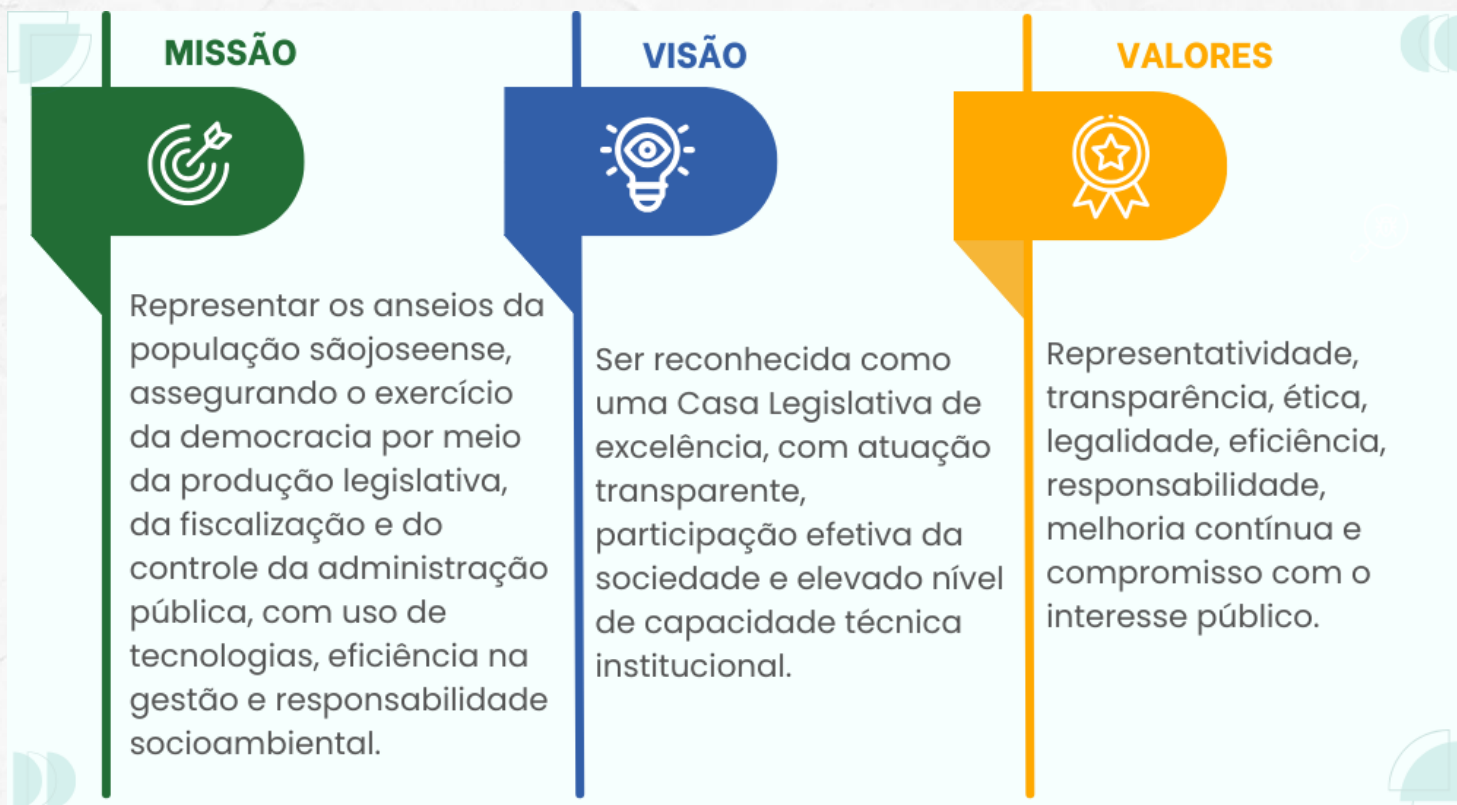 MISSÃO
Representar os anseios da
população sãojoseense,
assegurando o exercício
da democracia por meio
da produção legislativa,
da fiscalização e do
controle da administração
pública, com uso de
tecnologias, eficiência na
gestão e responsabilidade
socioambiental.
VISÃO
Ser reconhecida como
uma Casa Legislativa de
excelência, com atuação
transparente,
participação efetiva da
sociedade e elevado nível
de capacidade técnica
institucional.
VALORES
Representatividade,
transparência, ética,
legalidade, eficiência,
responsabilidade,
melhoria contínua e
compromisso com o
interesse público.